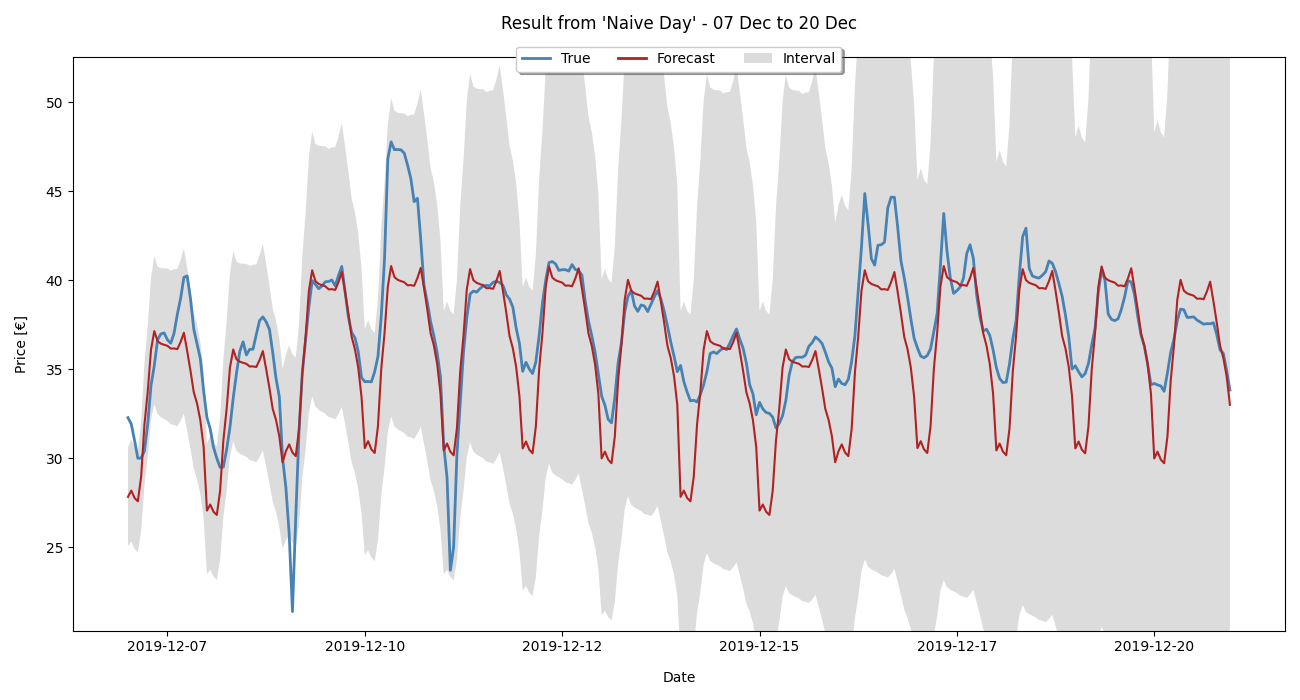 Result from 'Naive Day' - 07 Dec to 20 Dec
True Forecast Interval
Price [€]
50
45
40
35
30
25
2019-12-07 2019-12-10 2019-12-12 2019-12-15 2019-12-17 2019-12-20
Date